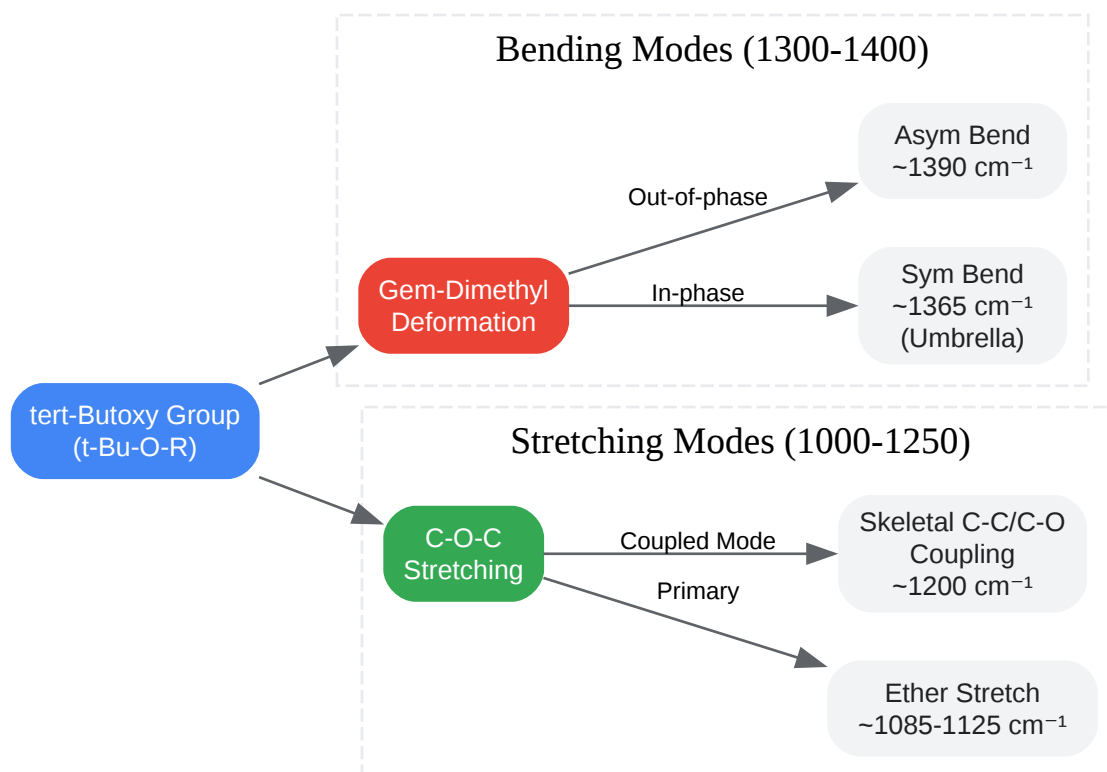 Bending Modes (1300-1400)
Asym Bend
~1390 cm⁻¹
Out-of-phase
Gem-Dimethyl
Deformation
In-phase
Sym Bend
~1365 cm⁻¹
(Umbrella)
tert-Butoxy Group
(t-Bu-O-R)
Stretching Modes (1000-1250)
C-O-C
Stretching
Coupled Mode
Skeletal C-C/C-O
Coupling
~1200 cm⁻¹
Primary
Ether Stretch
~1085-1125 cm⁻¹